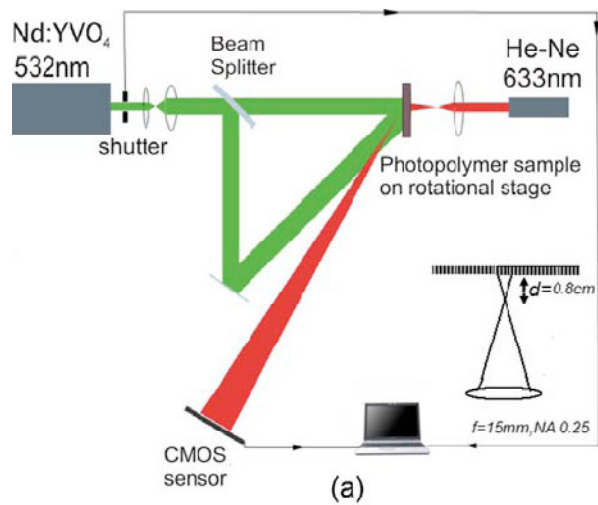 Nd:YVO4
532nm
shutter
Beam
Splitter
He-Ne
633nm
Photopolymer sample
on rotational stage
d=0.8cm
f=15mm,NA 0.25
CMOS
sensor
(a)